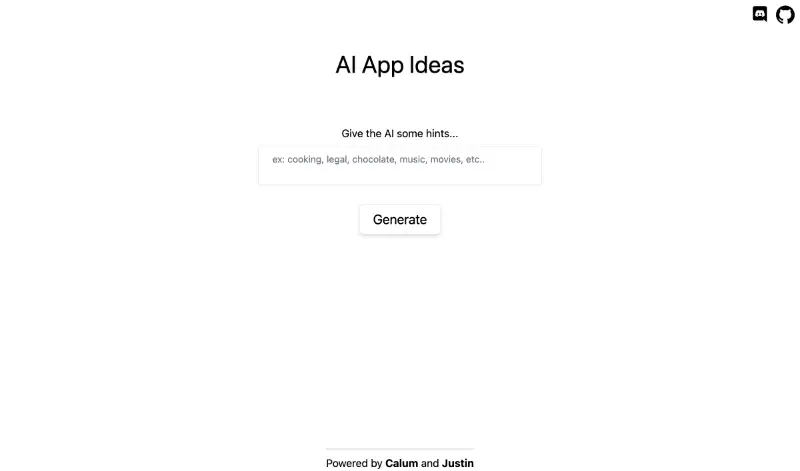 AI App Ideas
Give the AI some hints...
ex: cooking, legal, chocolate, music, movies, etc..
Generate
Powered by Calum and Justin